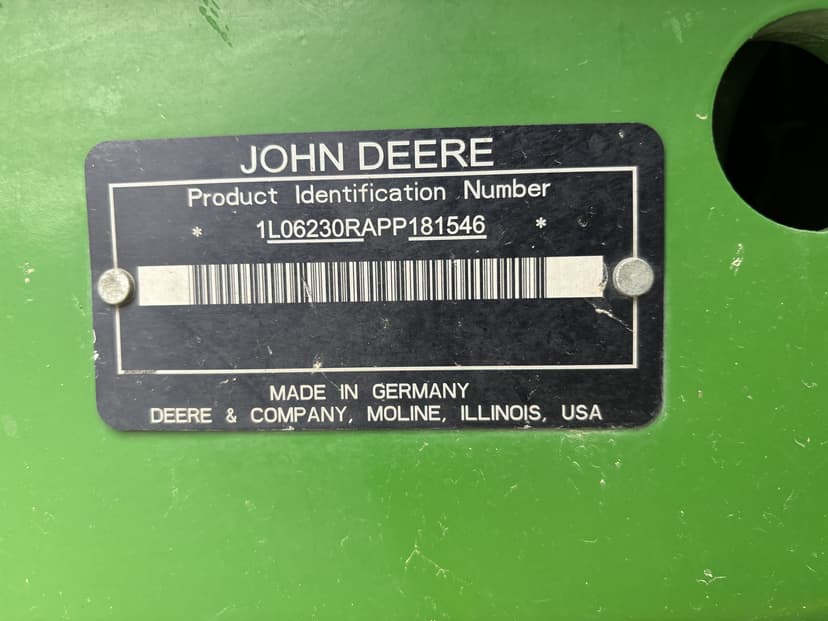 JOHN DEERE
Product Identification Number
* 1L06230RAPP181546 *
MADE IN GERMANY
DEERE & COMPANY, MOLINE, ILLINOIS, USA